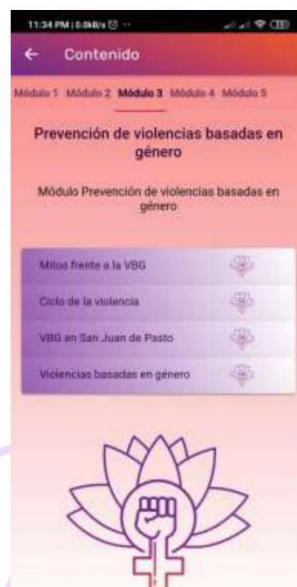 11:34 PM | 0.0kB/s
Contenido
Módulo 1 Módulo 2 Módulo 3 Módulo 4 Módulo 5
Prevención de violencias basadas en
género
Módulo Prevención de violencias basadas en
género
Mitos frente a la VBG
Ciclo de la violencia
VBG en San Juan de Pasto
Violencias basadas en género